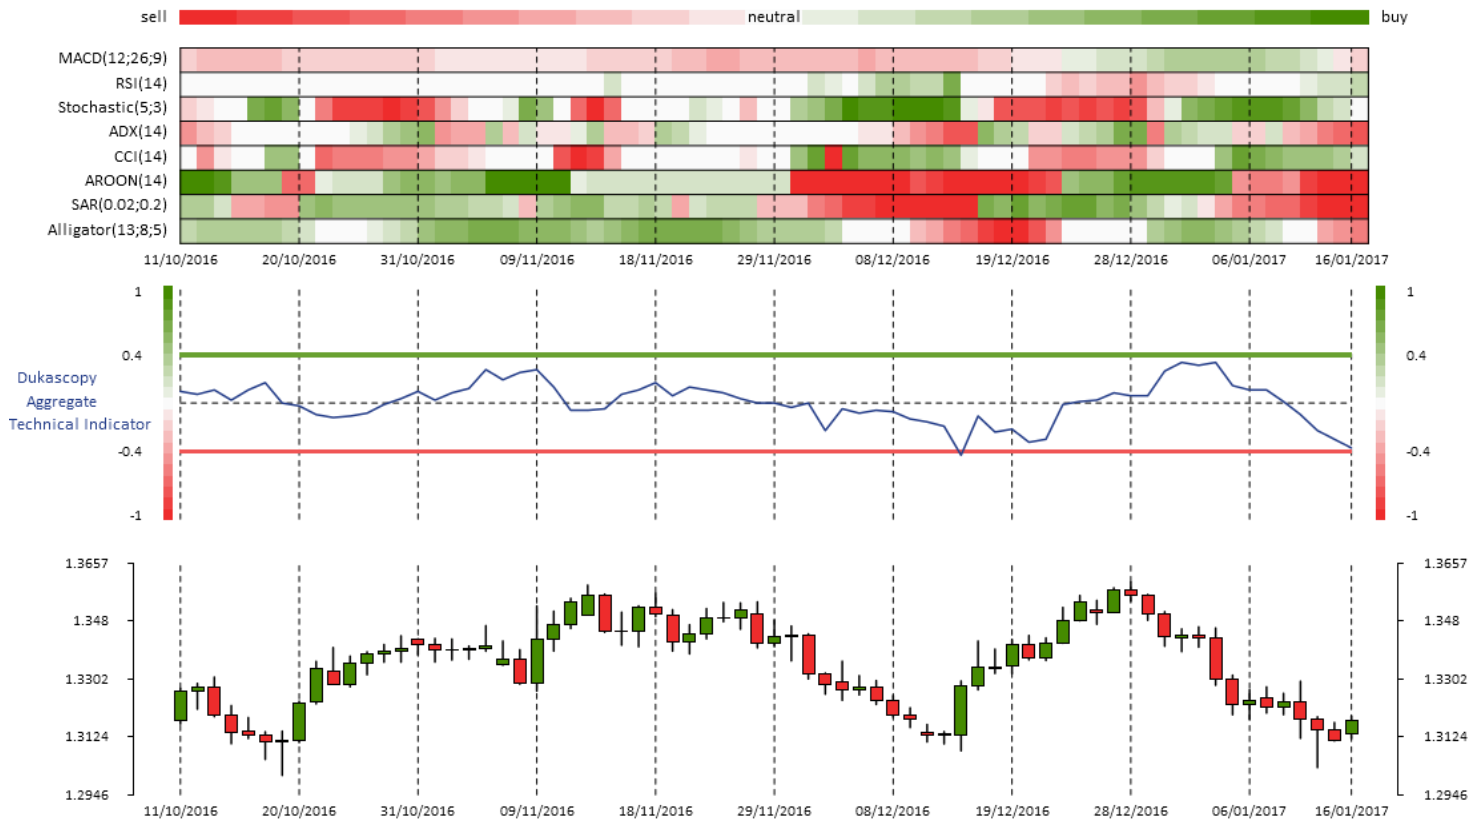 sell neutral buy
MACD(12;26;9)
RSI(14)
Stochastic(5;3)
ADX(14)
CCI(14)
AROON(14)
SAR(0.02;0.2)
Alligator(13;8;5)
11/10/2016 20/10/2016 31/10/2016 09/11/2016 18/11/2016 29/11/2016 08/12/2016 19/12/2016 28/12/2016 06/01/2017 16/01/2017
1 1
0.4 0.4
Dukascopy
Aggregate
Technical Indicator
-0.4 -0.4
-1 -1
1.3657 1.3657
1.348 1.348
1.3302 1.3302
1.3124 1.3124
1.2946 1.2946
11/10/2016 20/10/2016 31/10/2016 09/11/2016 18/11/2016 29/11/2016 08/12/2016 19/12/2016 28/12/2016 06/01/2017 16/01/2017